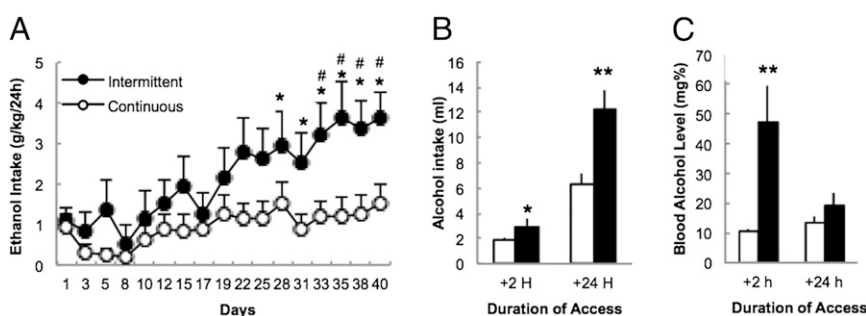 A
Ethanol Intake (g/kg/24h)
5
4
3
2
1
0
Intermittent
Continuous
# # # #
* * * * * *
1 3 5 8 10 12 15 17 19 22 25 28 31 33 35 38 40
Days
B
Alcohol intake (ml)
16
14
12
10
8
6
4
2
0
*
**
+2 H +24 H
Duration of Access
C
Blood Alcohol Level (mg%)
60
50
40
30
20
10
0
**
+2 h +24 h
Duration of Access